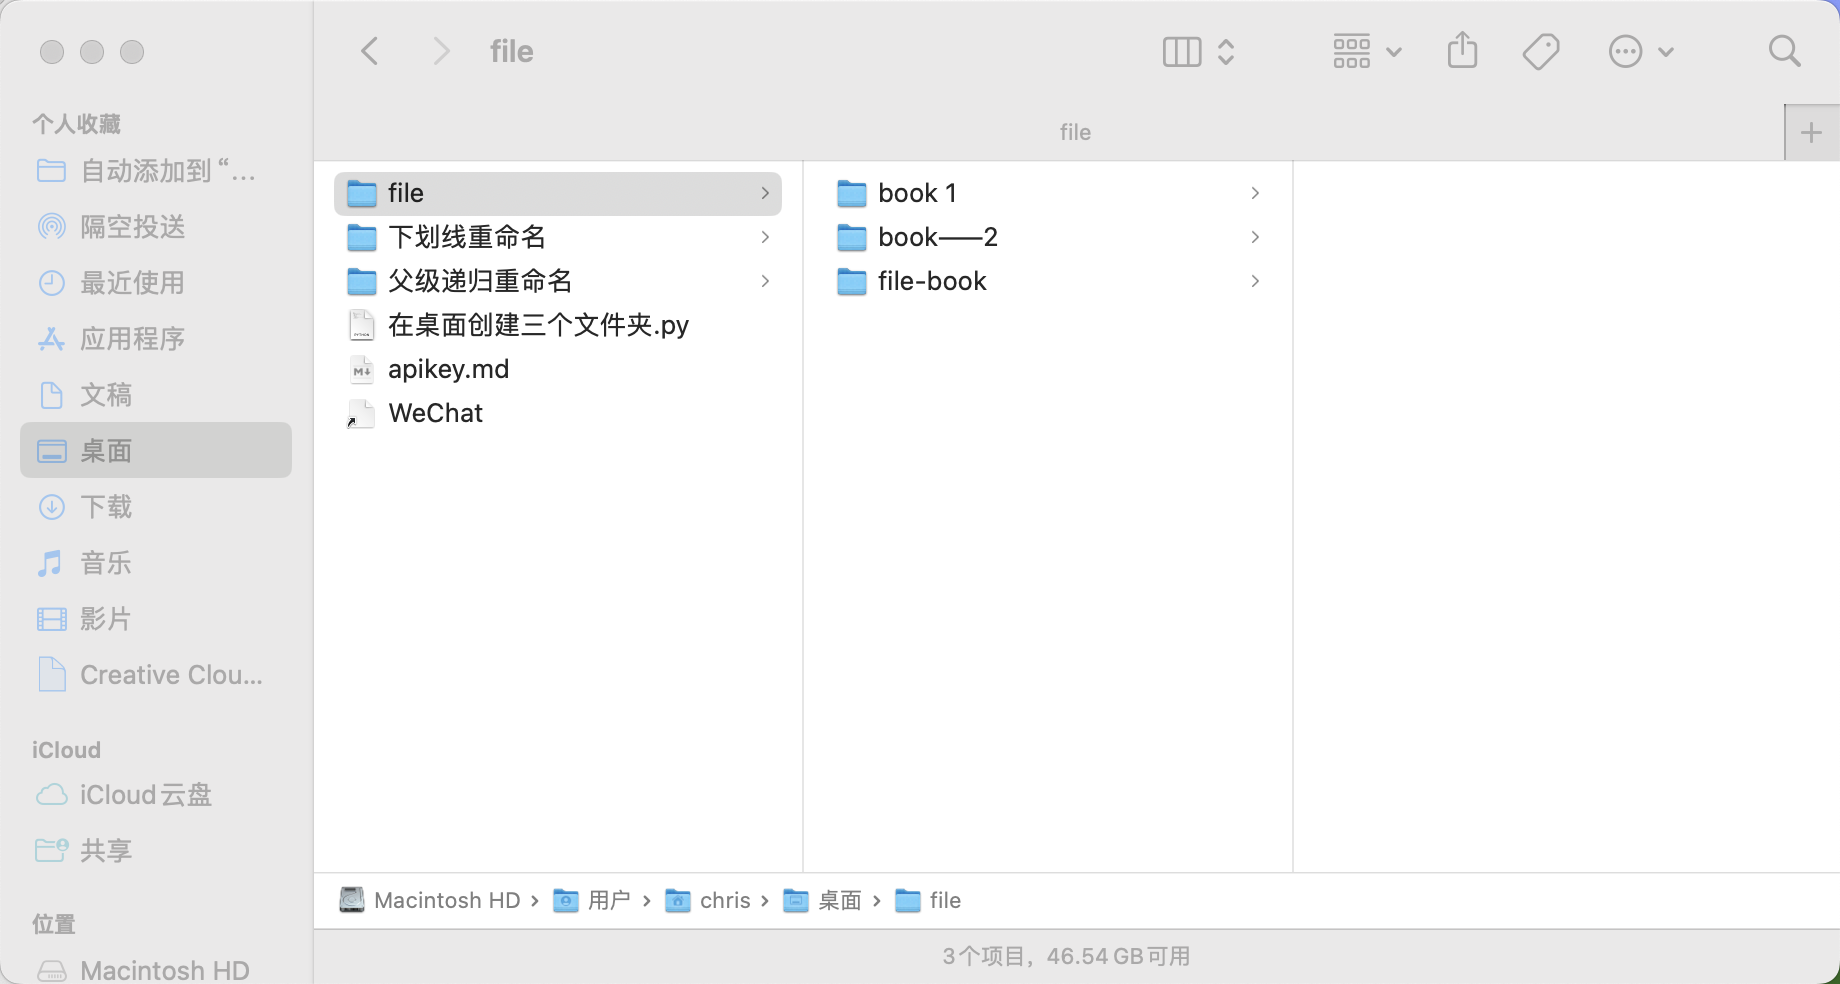 file
file
个人收藏
自动添加到“...
隔空投送
最近使用
应用程序
文稿
桌面
下载
音乐
影片
Creative Clou...
iCloud
iCloud云盘
共享
位置
Macintosh HD
file
下划线重命名
父级递归重命名
在桌面创建三个文件夹.py
apikey.md
WeChat
book 1
book——2
file-book
Macintosh HD › 用户 › chris › 桌面 › file
3个项目，46.54 GB可用